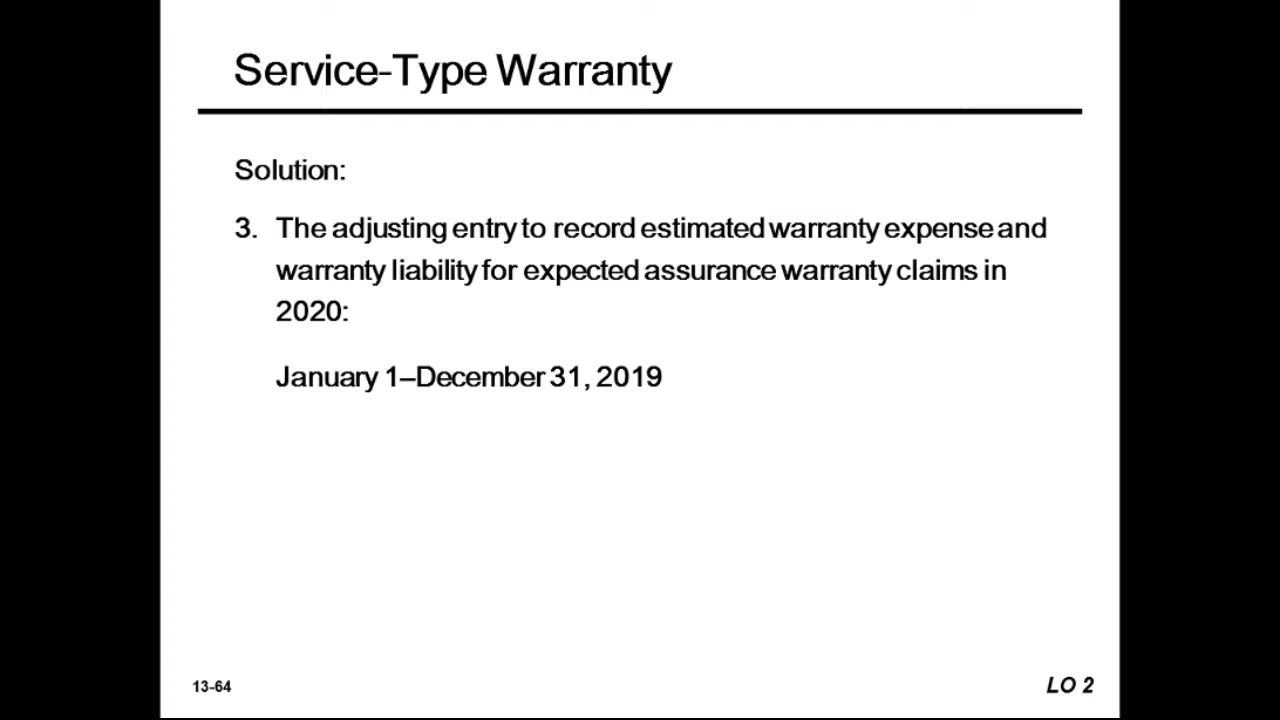 Service-Type Warranty
Solution:
3. The adjusting entry to record estimated warranty expense and
warranty liability for expected assurance warranty claims in
2020:
January 1–December 31, 2019
13-64
LO 2